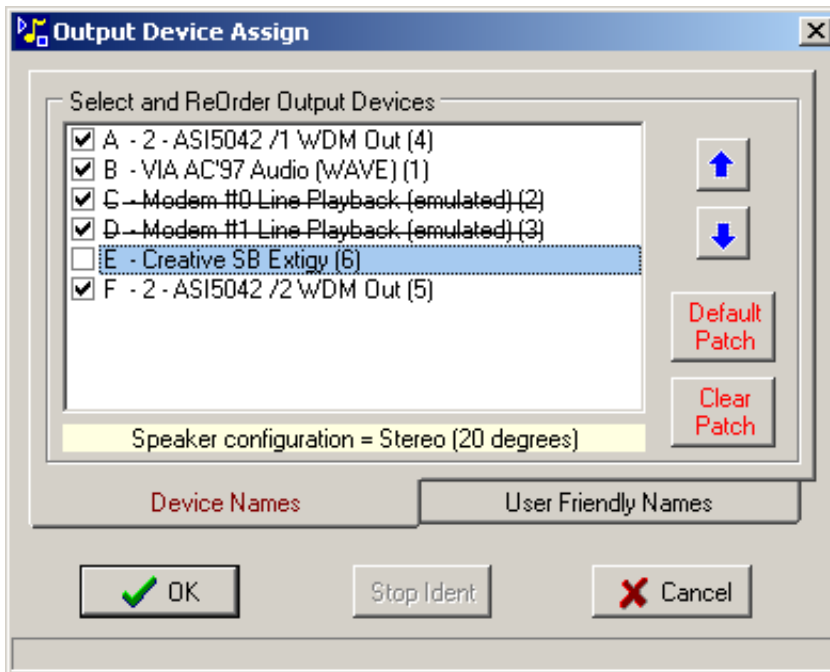 Output Device Assign
Select and ReOrder Output Devices
A - 2 - ASI5042 /1 WDM Out (4)
B - VIA AC'97 Audio (WAVE) (1)
C - Modem #0 Line Playback (emulated) (2)
D - Modem #1 Line Playback (emulated) (3)
E - Creative SB Extigy (6)
F - 2 - ASI5042 /2 WDM Out (5)
Default
Patch
Clear
Patch
Speaker configuration = Stereo (20 degrees)
Device Names
User Friendly Names
OK
Stop Ident
Cancel